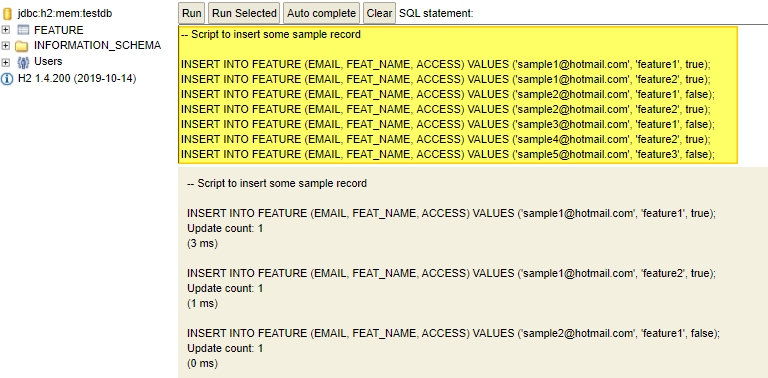 jdbc:h2:mem:testdb
FEATURE
INFORMATION_SCHEMA
Users
H2 1.4.200 (2019-10-14)
Run Run Selected Auto complete Clear SQL statement:
-- Script to insert some sample record
INSERT INTO FEATURE (EMAIL, FEAT_NAME, ACCESS) VALUES ('sample1@hotmail.com', 'feature1', true);
INSERT INTO FEATURE (EMAIL, FEAT_NAME, ACCESS) VALUES ('sample1@hotmail.com', 'feature2', true);
INSERT INTO FEATURE (EMAIL, FEAT_NAME, ACCESS) VALUES ('sample2@hotmail.com', 'feature1', false);
INSERT INTO FEATURE (EMAIL, FEAT_NAME, ACCESS) VALUES ('sample2@hotmail.com', 'feature2', true);
INSERT INTO FEATURE (EMAIL, FEAT_NAME, ACCESS) VALUES ('sample3@hotmail.com', 'feature1', false);
INSERT INTO FEATURE (EMAIL, FEAT_NAME, ACCESS) VALUES ('sample4@hotmail.com', 'feature2', true);
INSERT INTO FEATURE (EMAIL, FEAT_NAME, ACCESS) VALUES ('sample5@hotmail.com', 'feature3', false);
-- Script to insert some sample record
INSERT INTO FEATURE (EMAIL, FEAT_NAME, ACCESS) VALUES ('sample1@hotmail.com', 'feature1', true);
Update count: 1
(3 ms)
INSERT INTO FEATURE (EMAIL, FEAT_NAME, ACCESS) VALUES ('sample1@hotmail.com', 'feature2', true);
Update count: 1
(1 ms)
INSERT INTO FEATURE (EMAIL, FEAT_NAME, ACCESS) VALUES ('sample2@hotmail.com', 'feature1', false);
Update count: 1
(0 ms)